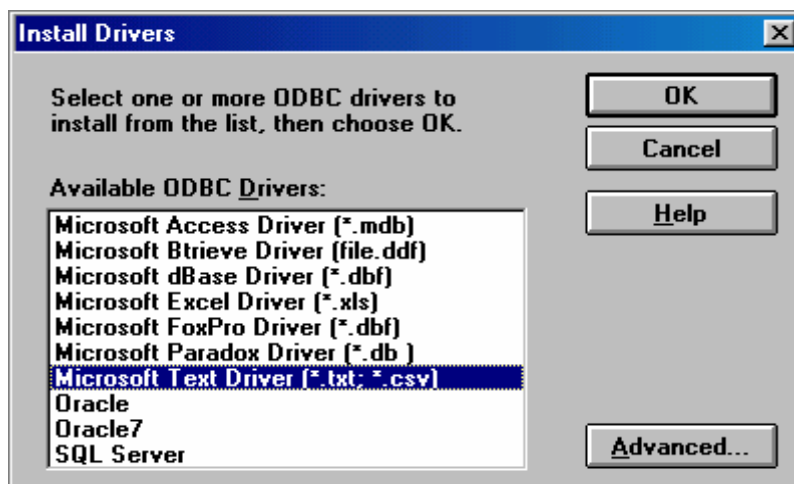 Install Drivers
Select one or more ODBC drivers to
install from the list, then choose OK.
OK
Cancel
Help
Available ODBC Drivers:
Microsoft Access Driver (*.mdb)
Microsoft Btrieve Driver (file.ddf)
Microsoft dBase Driver (*.dbf)
Microsoft Excel Driver (*.xls)
Microsoft FoxPro Driver (*.dbf)
Microsoft Paradox Driver (*.db )
Microsoft Text Driver (*.txt; *.csv)
Oracle
Oracle7
SQL Server
Advanced...